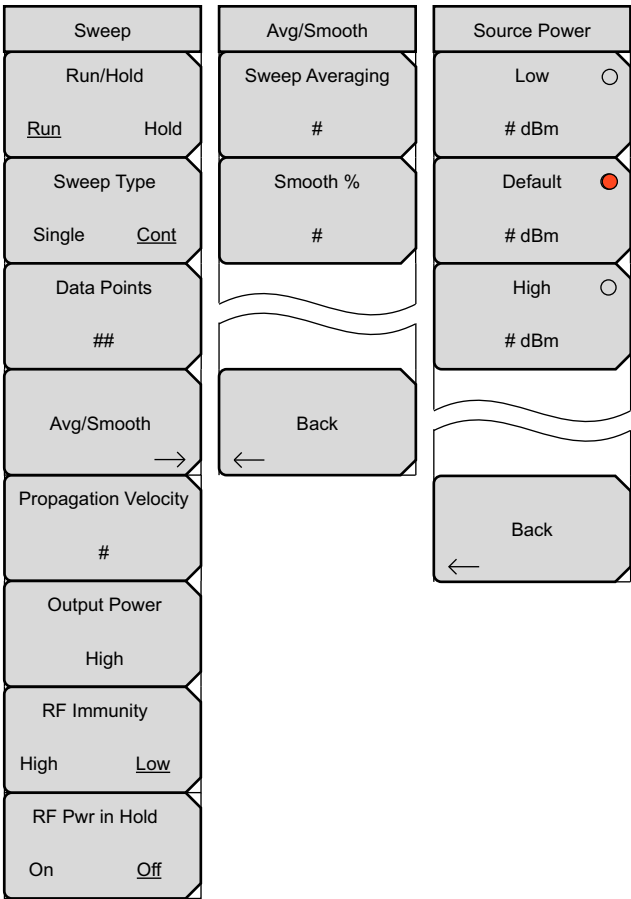 Sweep
Run/Hold
Run Hold
Sweep Type
Single Cont
Data Points
##
Avg/Smooth
Propagation Velocity
#
Output Power
High
RF Immunity
High Low
RF Pwr in Hold
On Off
Avg/Smooth
Sweep Averaging
#
Smooth %
#
Back
Source Power
Low
# dBm
Default
# dBm
High
# dBm
Back